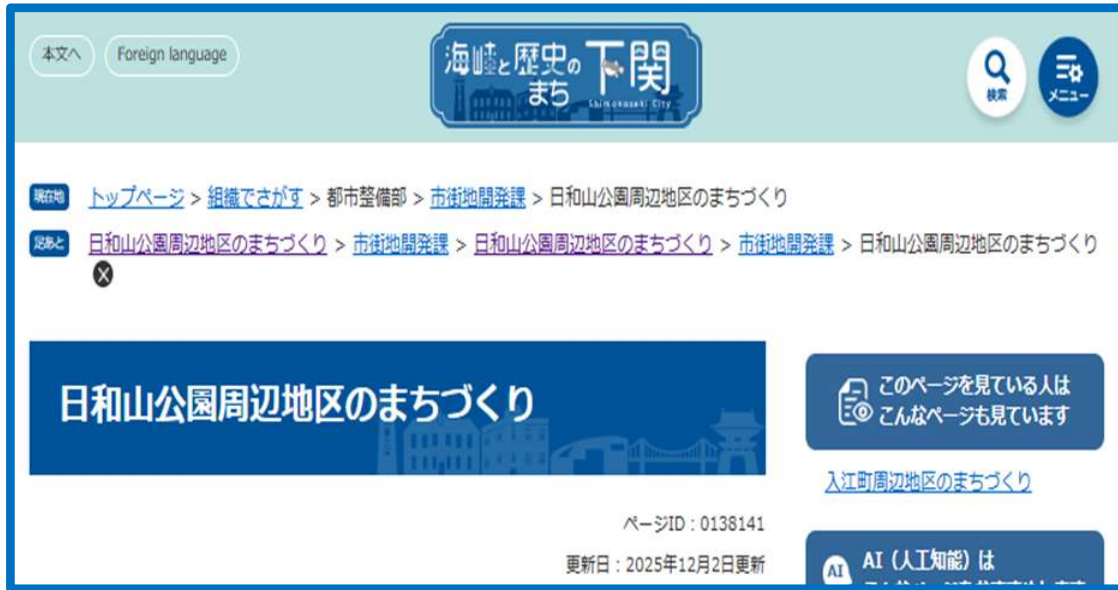 本文へ
Foreign language
海峡と歴史の
まち
下関
Shimonoseki City
検索
メニュー
現在地 トップページ > 組織でさがす > 都市整備部 > 市街地開発課 > 日和山公園周辺地区のまちづくり
足あと 日和山公園周辺地区のまちづくり > 市街地開発課 > 日和山公園周辺地区のまちづくり > 市街地開発課 > 日和山公園周辺地区のまちづくり
日和山公園周辺地区のまちづくり
このページを見ている人は
こんなページも見ています
入江町周辺地区のまちづくり
ページID：0138141
更新日：2025年12月2日更新
AI AI（人工知能）は